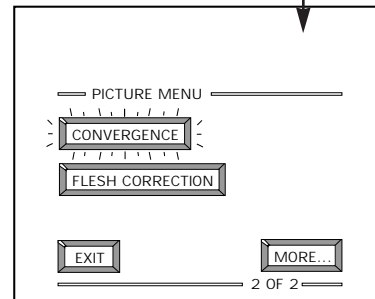 PICTURE MENU
CONVERGENCE
FLESH CORRECTION
EXIT MORE...
2 OF 2